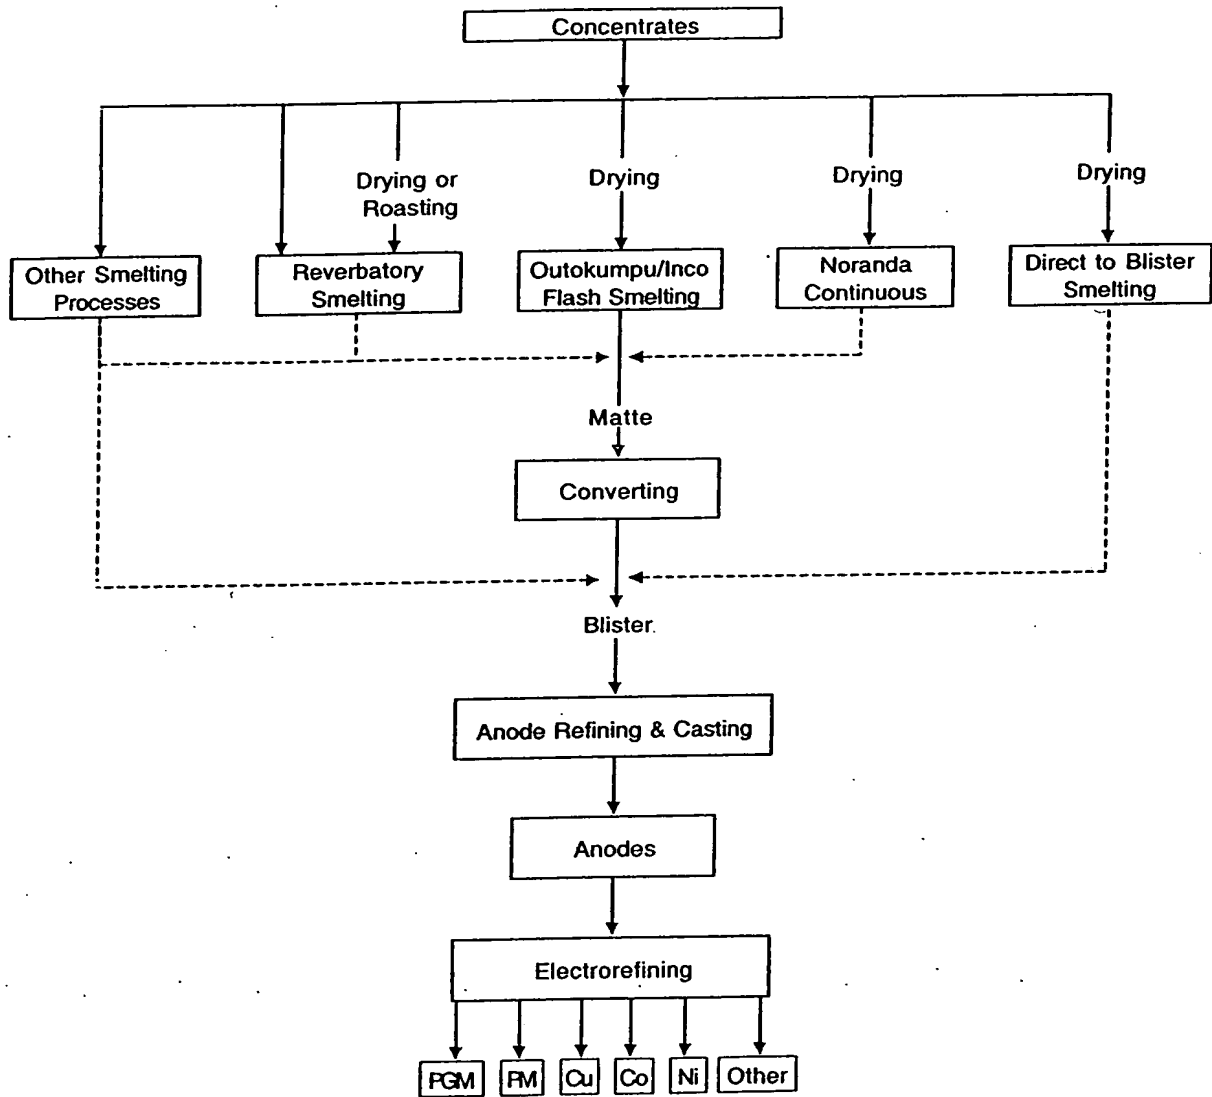 Concentrates
Drying or
Roasting
Drying
Drying
Drying
Other Smelting
Processes
Reverbatory
Smelting
Outokumpu/Inco
Flash Smelting
Noranda
Continuous
Direct to Blister
Smelting
Matte
Converting
Blister
Anode Refining & Casting
Anodes
Electrorefining
PGM
PM
Cu
Co
Ni
Other